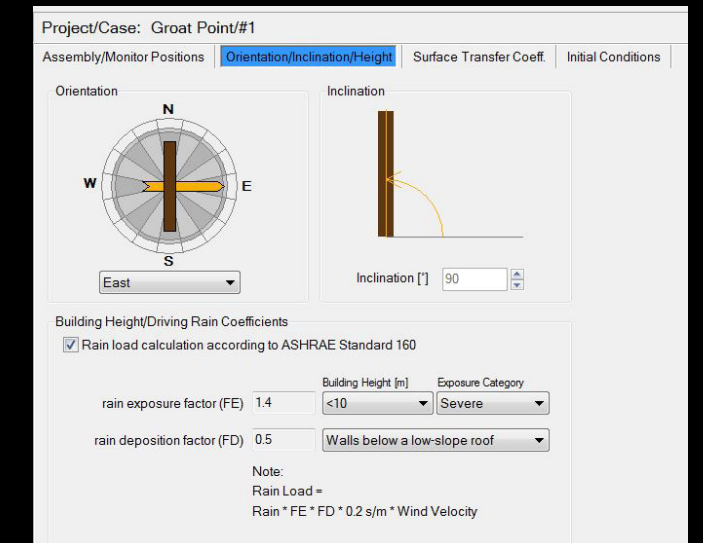 Project/Case: Groat Point/#1
Assembly/Monitor Positions Orientation/Inclination/Height Surface Transfer Coeff. Initial Conditions
Orientation
N
W
E
S
East
Inclination
Inclination [°] 90
Building Height/Driving Rain Coefficients
Rain load calculation according to ASHRAE Standard 160
Building Height [m] Exposure Category
rain exposure factor (FE) 1.4 <10 Severe
rain deposition factor (FD) 0.5 Walls below a low-slope roof
Note:
Rain Load =
Rain * FE * FD * 0.2 s/m * Wind Velocity